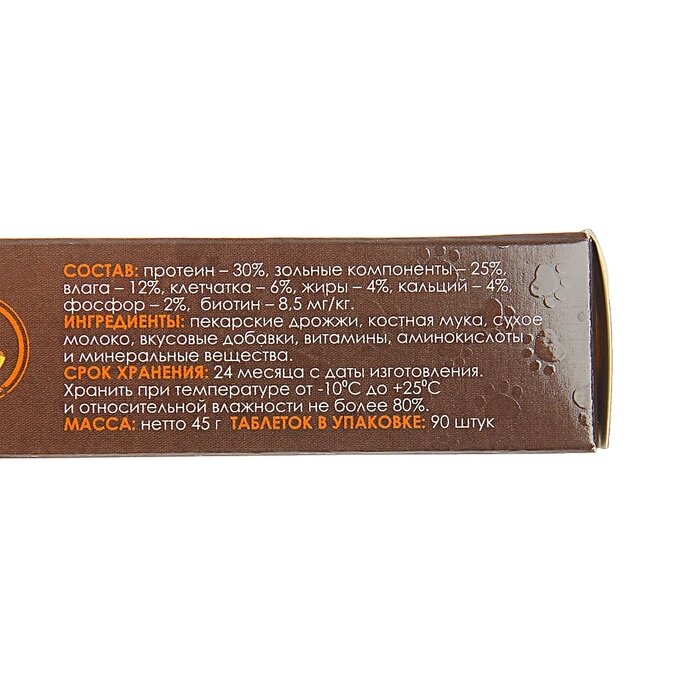 СОСТАВ: протеин – 30%, зольные компоненты – 25%,
влага – 12%, клетчатка – 6%, жиры – 4%, кальций – 4%,
фосфор – 2%, биотин – 8,5 мг/кг.
ИНГРЕДИЕНТЫ: пекарские дрожжи, костная мука, сухое
молоко, вкусовые добавки, витамины, аминокислоты
и минеральные вещества.
СРОК ХРАНЕНИЯ: 24 месяца с даты изготовления.
Хранить при температуре от -10⁰С до +25⁰С
и относительной влажности не более 80%.
МАССА: нетто 45 г ТАБЛЕТОК В УПАКОВКЕ: 90 штук